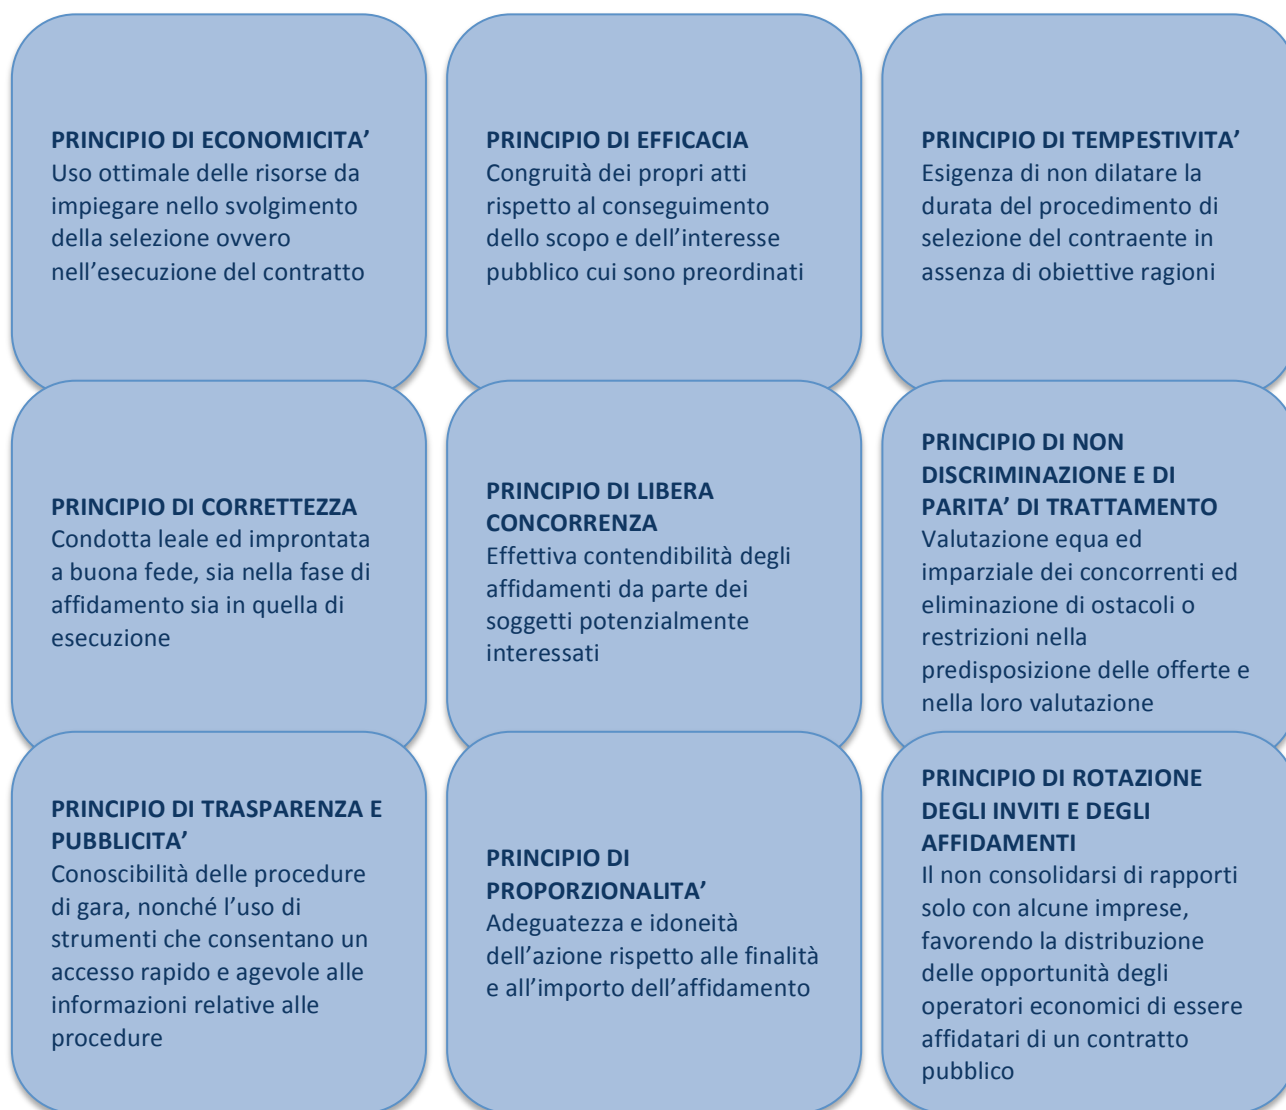 PRINCIPIO DI ECONOMICITA’
Uso ottimale delle risorse da
impiegare nello svolgimento
della selezione ovvero
nell’esecuzione del contratto
PRINCIPIO DI EFFICACIA
Congruità dei propri atti
rispetto al conseguimento
dello scopo e dell’interesse
pubblico cui sono preordinati
PRINCIPIO DI TEMPESTIVITA’
Esigenza di non dilatare la
durata del procedimento di
selezione del contraente in
assenza di obiettive ragioni
PRINCIPIO DI CORRETTEZZA
Condotta leale ed improntata
a buona fede, sia nella fase di
affidamento sia in quella di
esecuzione
PRINCIPIO DI LIBERA
CONCORRENZA
Effettiva contendibilità degli
affidamenti da parte dei
soggetti potenzialmente
interessati
PRINCIPIO DI NON
DISCRIMINAZIONE E DI
PARITA’ DI TRATTAMENTO
Valutazione equa ed
imparziale dei concorrenti ed
eliminazione di ostacoli o
restrizioni nella
predisposizione delle offerte e
nella loro valutazione
PRINCIPIO DI TRASPARENZA E
PUBBLICITA’
Conoscibilità delle procedure
di gara, nonché l’uso di
strumenti che consentano un
accesso rapido e agevole alle
informazioni relative alle
procedure
PRINCIPIO DI
PROPORZIONALITA’
Adeguatezza e idoneità
dell’azione rispetto alle finalità
e all’importo dell’affidamento
PRINCIPIO DI ROTAZIONE
DEGLI INVITI E DEGLI
AFFIDAMENTI
Il non consolidarsi di rapporti
solo con alcune imprese,
favorendo la distribuzione
delle opportunità degli
operatori economici di essere
affidatari di un contratto
pubblico